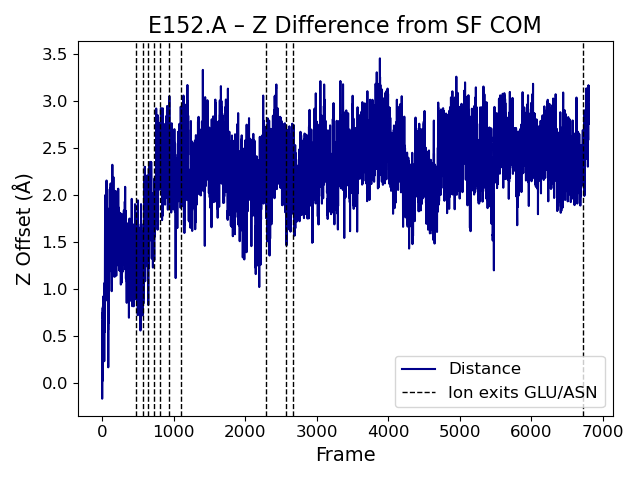 E152.A – Z Difference from SF COM
Z Offset (Å)
3.5
3.0
2.5
2.0
1.5
1.0
0.5
0.0
Distance
Ion exits GLU/ASN
0 1000 2000 3000 4000 5000 6000 7000
Frame